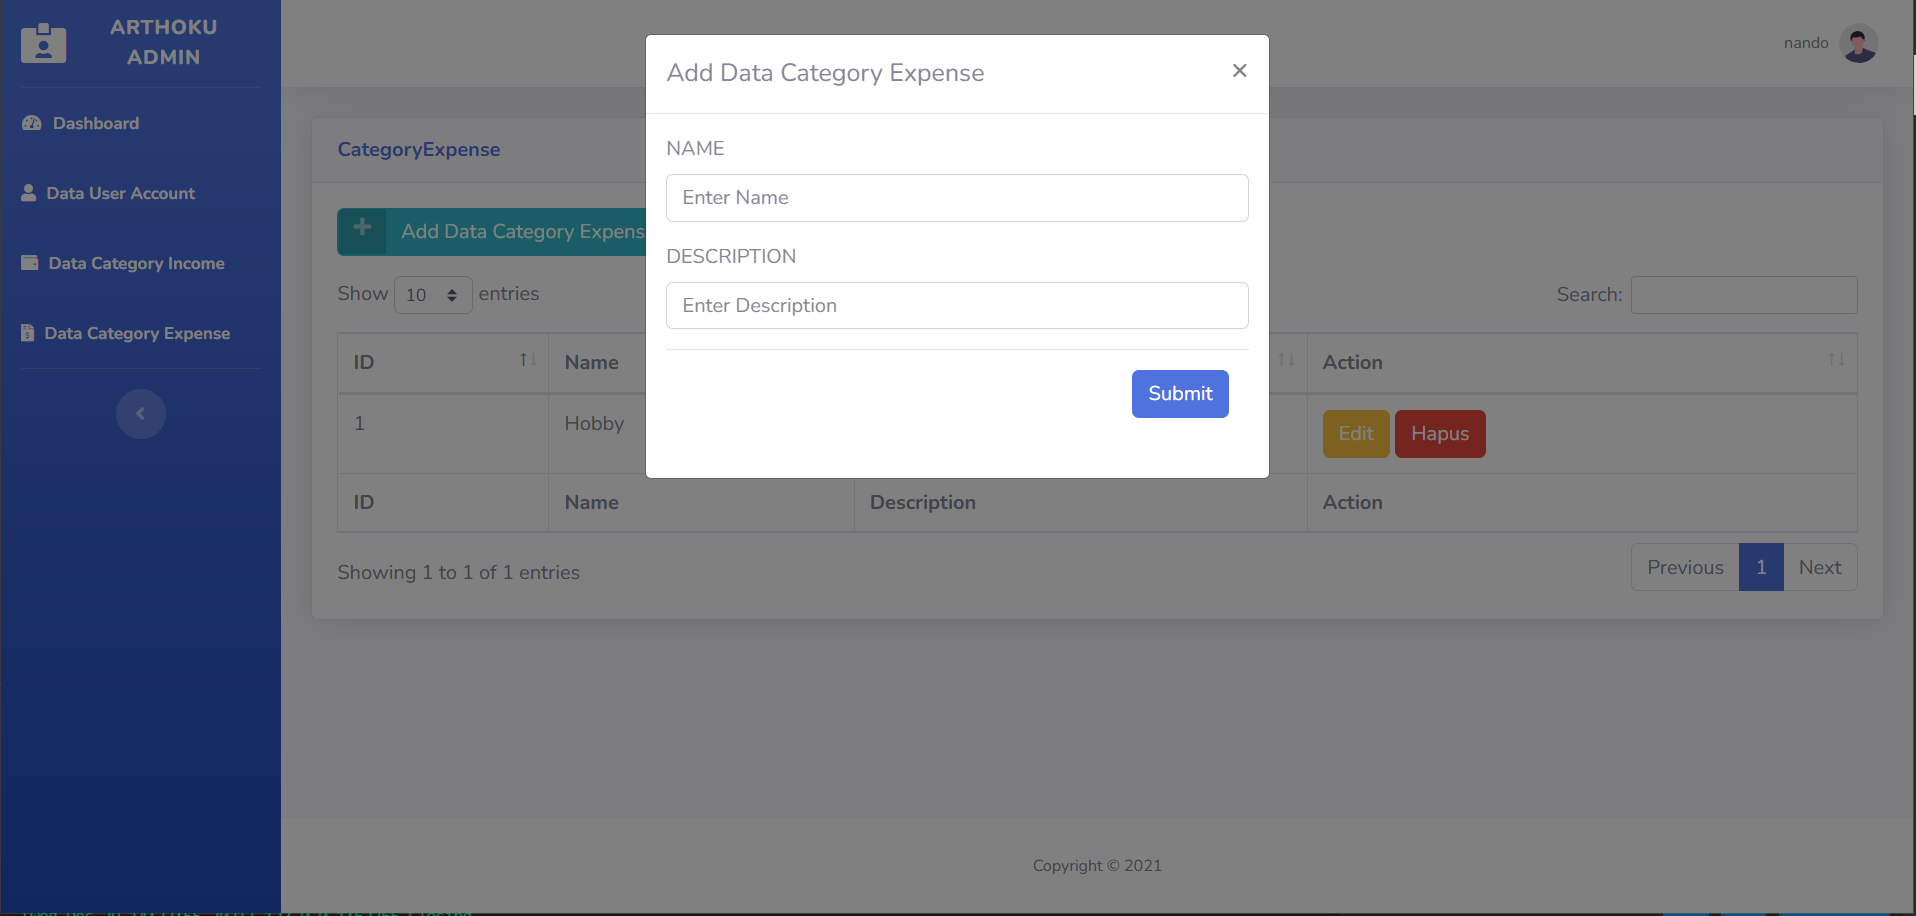 ARTHOKU
ADMIN
Dashboard
Data User Account
Data Category Income
Data Category Expense
nando
CategoryExpense
Add Data Category Expens
Show 10 entries
Search:
ID Name Action
1 Hobby Edit Hapus
ID Name Description Action
Showing 1 to 1 of 1 entries
Previous 1 Next
Add Data Category Expense ×
NAME
Enter Name
DESCRIPTION
Enter Description
Submit
Copyright © 2021